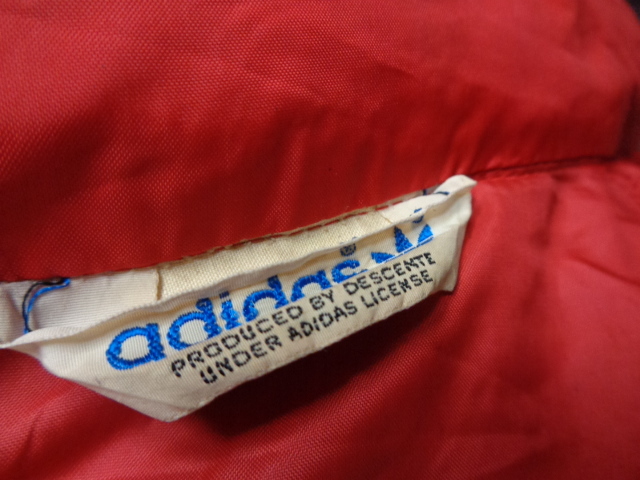 adidas
PRODUCED BY DESCENTE
UNDER ADIDAS LICENSE